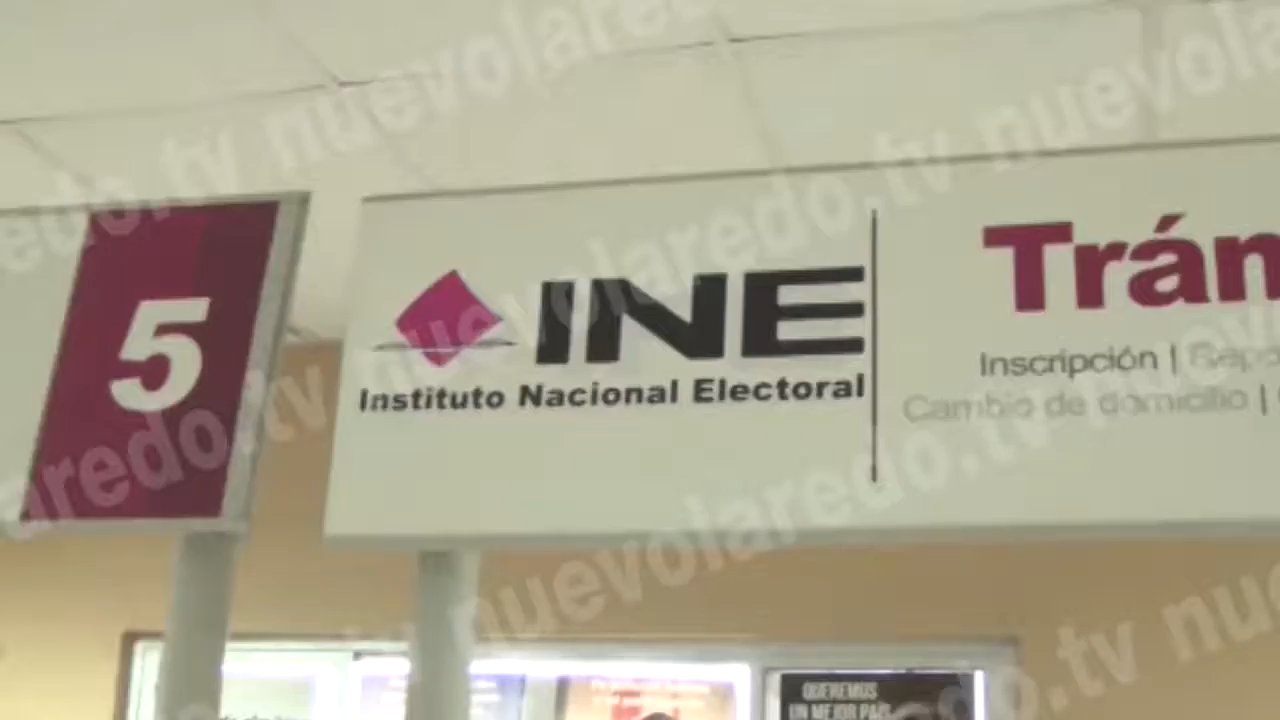 5
INE
Instituto Nacional Electoral
Trám
Inscripción |
Cambio de domicilio |
QUEREMOS
UN MEJOR PAÍS
nuevolaredo.tv